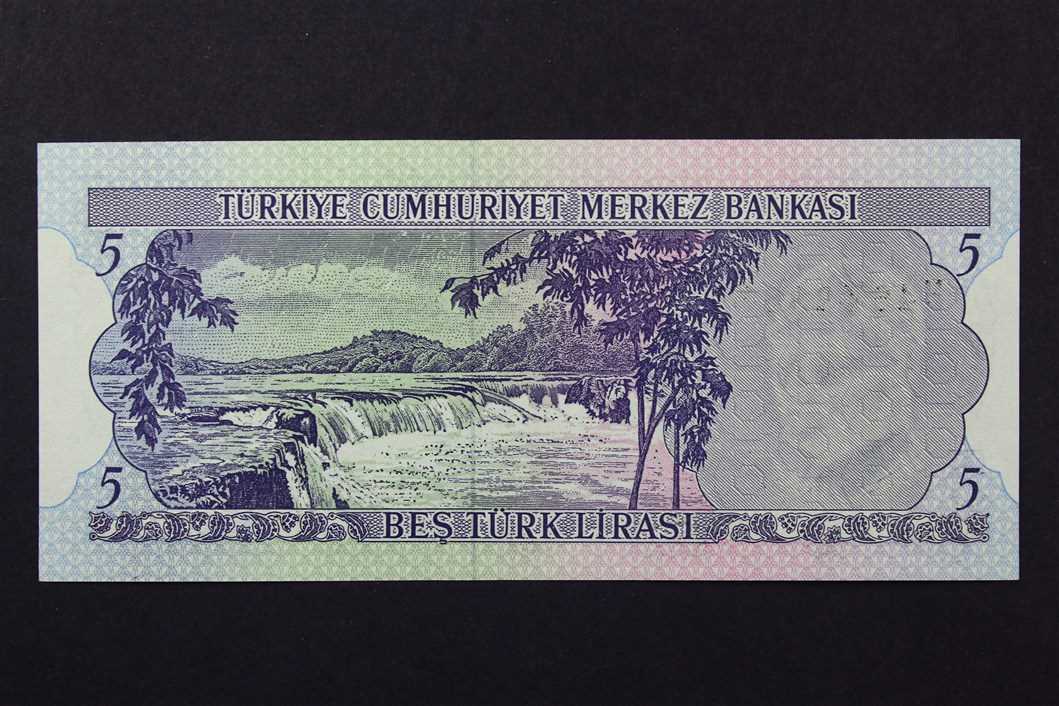 TÜRKİYE CUMHURİYET MERKEZ BANKASI
5 5
5 5
BEŞ TÜRK LİRASI